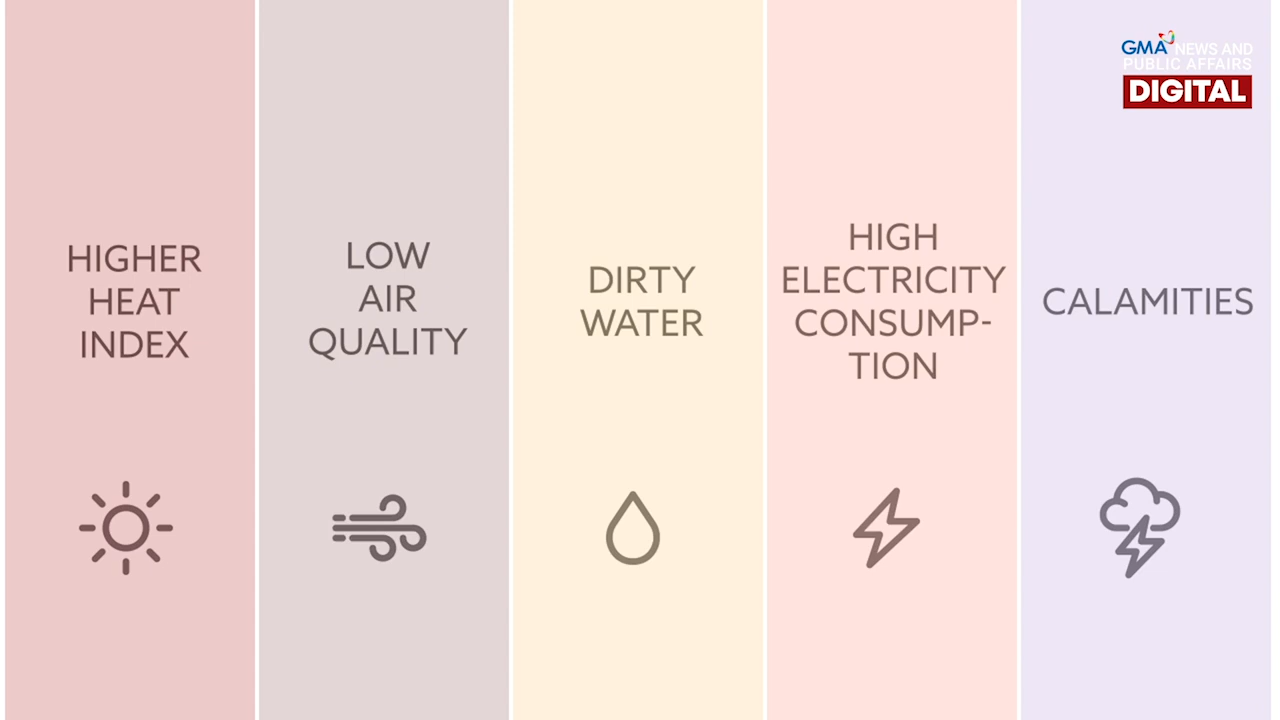 HIGHER
HEAT
INDEX
LOW
AIR
QUALITY
DIRTY
WATER
HIGH
ELECTRICITY
CONSUMP-
TION
CALAMITIES
GMA NEWS AND
PUBLIC AFFAIRS
DIGITAL